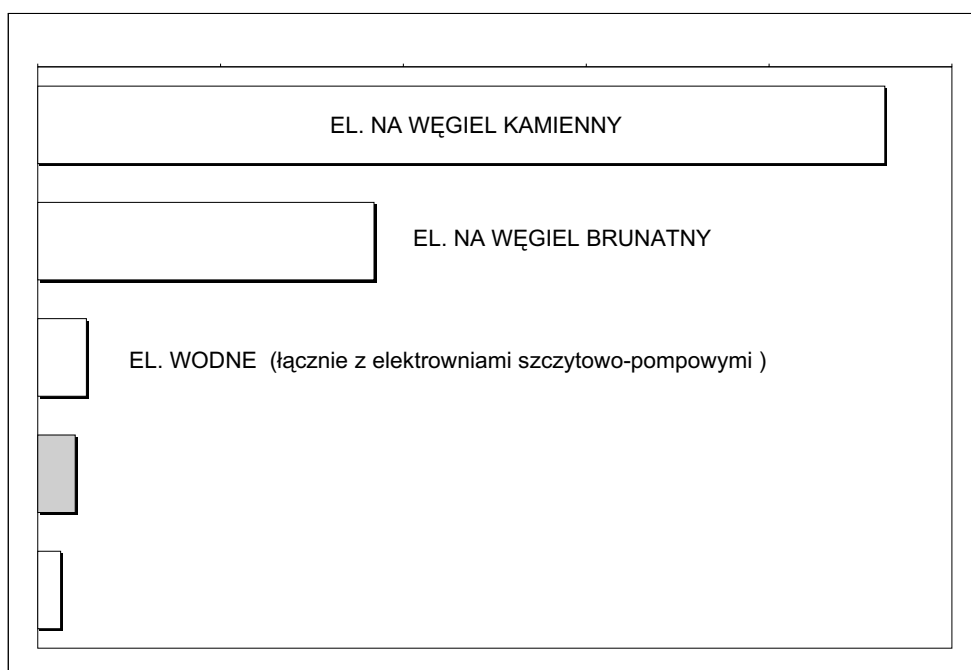 EL. NA WĘGIEL KAMIENNY
EL. NA WĘGIEL BRUNATNY
EL. WODNE  (łącznie z elektrowniami szczytowo-pompowymi )